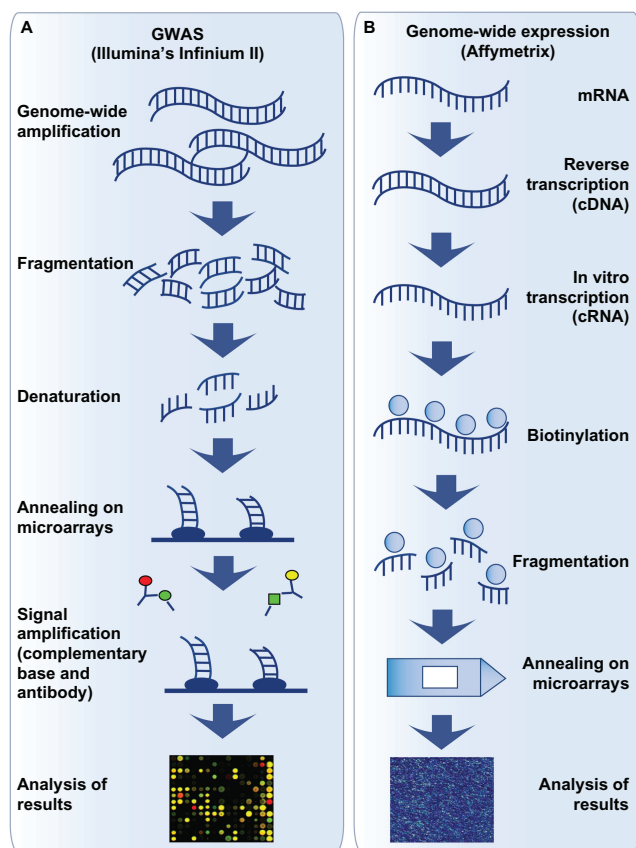 A
GWAS
(Illumina's Infinium II)
Genome-wide
amplification
Fragmentation
Denaturation
Annealing on
microarrays
Signal
amplification
(complementary
base and
antibody)
Analysis of
results
B
Genome-wide expression
(Affymetrix)
mRNA
Reverse
transcription
(cDNA)
In vitro
transcription
(cRNA)
Biotinylation
Fragmentation
Annealing on
microarrays
Analysis of
results